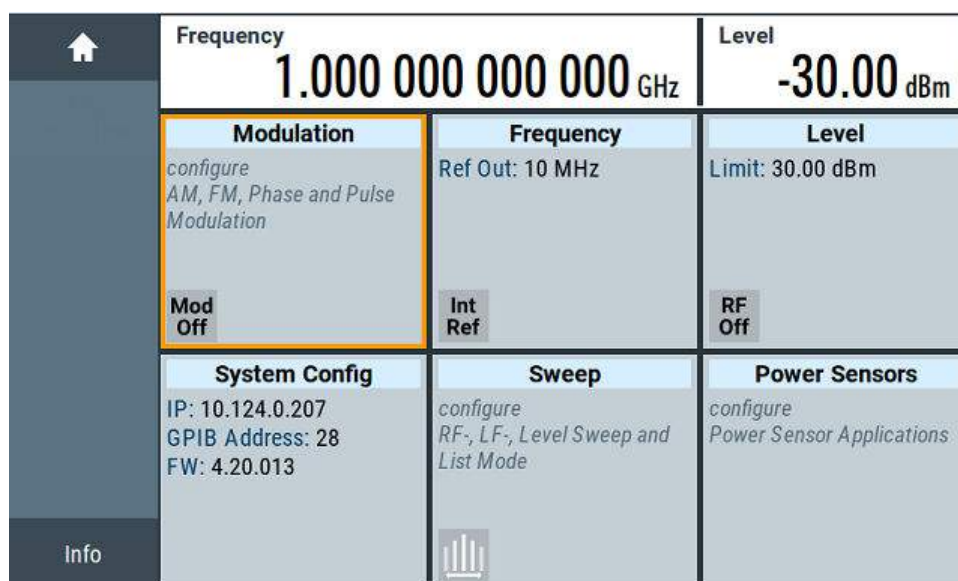 Frequency
1.000 000 000 000 GHz
Level
-30.00 dBm
Modulation
configure
AM, FM, Phase and Pulse
Modulation
Mod
Off
Frequency
Ref Out: 10 MHz
Int
Ref
Level
Limit: 30.00 dBm
RF
Off
System Config
IP: 10.124.0.207
GPIB Address: 28
FW: 4.20.013
Sweep
configure
RF-, LF-, Level Sweep and
List Mode
Power Sensors
configure
Power Sensor Applications
Info